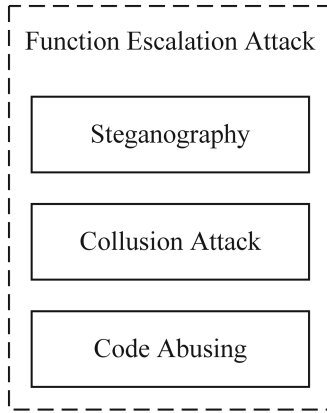 Function Escalation Attack
Steganography
Collusion Attack
Code Abusing